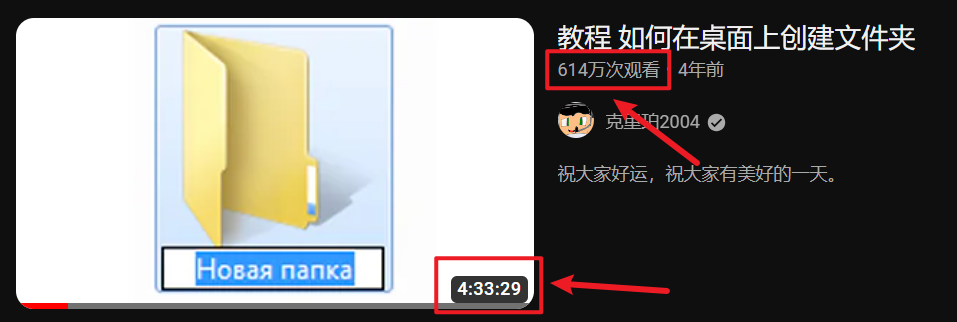 教程 如何在桌面上创建文件夹
614万次观看 · 4年前
克里珀2004
祝大家好运，祝大家有美好的一天。
Новая папка
4:33:29